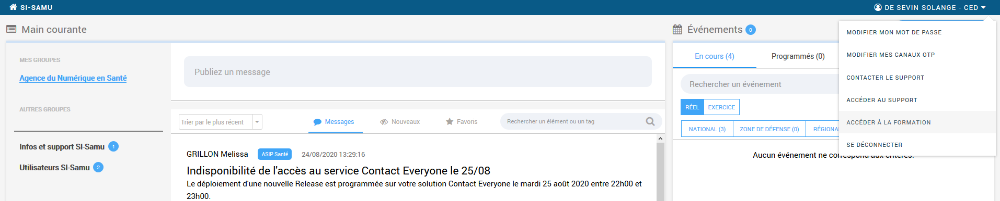 SI-SAMU
DE SEVIN SOLANGE - CED
Main courante
MES GROUPES
Agence du Numérique en Santé
AUTRES GROUPES
Infos et support SI-Samu 1
Utilisateurs SI-Samu 2
Publiez un message
Trier par le plus récent
Messages
Nouveaux
Favoris
Rechercher un élément ou un tag
GRILLON Melissa ASIP Santé 24/08/2020 13:29:16
Indisponibilité de l'accès au service Contact Everyone le 25/08
Le déploiement d'une nouvelle Release est programmée sur votre solution Contact Everyone le mardi 25 août 2020 entre 22h00 et
23h00.
Événements 0
En cours (4)
Programmés (0)
Rechercher un événement
RÉEL EXERCICE
NATIONAL (3) ZONE DE DÉFENSE (0)
Aucun événement ne correspond aux critères.
MODIFIER MON MOT DE PASSE
MODIFIER MES CANAUX OTP
CONTACTER LE SUPPORT
ACCÉDER AU SUPPORT
ACCÉDER À LA FORMATION
SE DÉCONNECTER